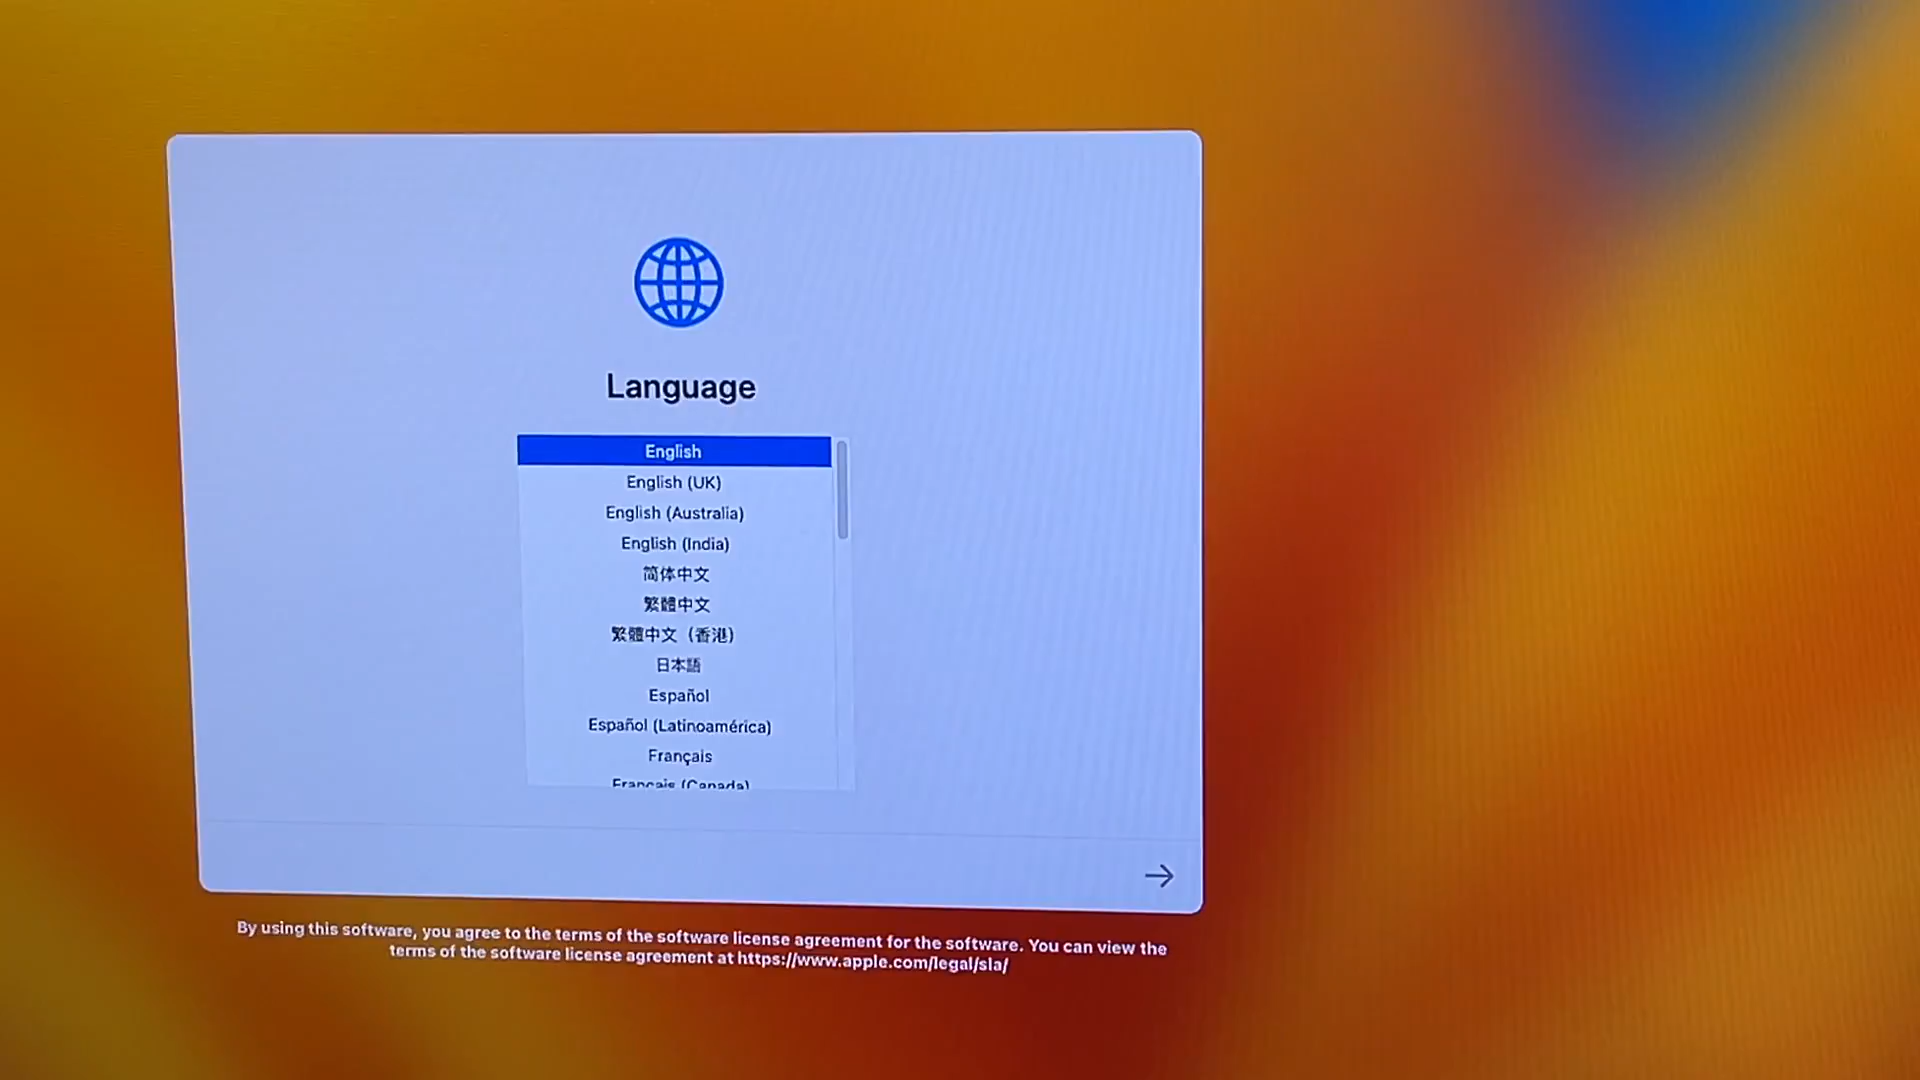 Language
English
English (UK)
English (Australia)
English (India)
简体中文
繁體中文
繁體中文（香港）
日本語
Español
Español (Latinoamérica)
Français
Français (Canada)
By using this software, you agree to the terms of the software license agreement for the software. You can view the
terms of the software license agreement at https://www.apple.com/legal/sla/